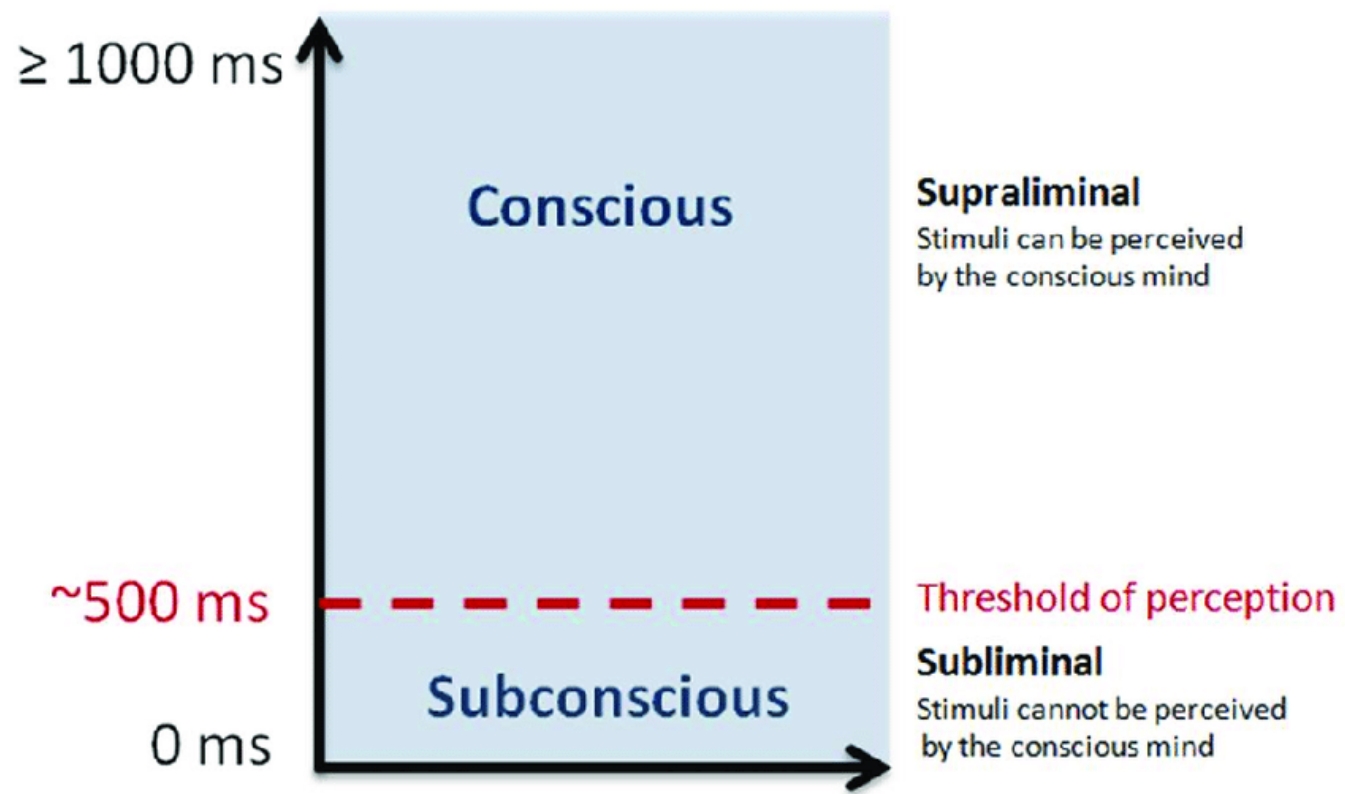 ≥ 1000 ms
Conscious
Supraliminal
Stimuli can be perceived
by the conscious mind
~500 ms
Threshold of perception
Subconscious
Subliminal
Stimuli cannot be perceived
by the conscious mind
0 ms